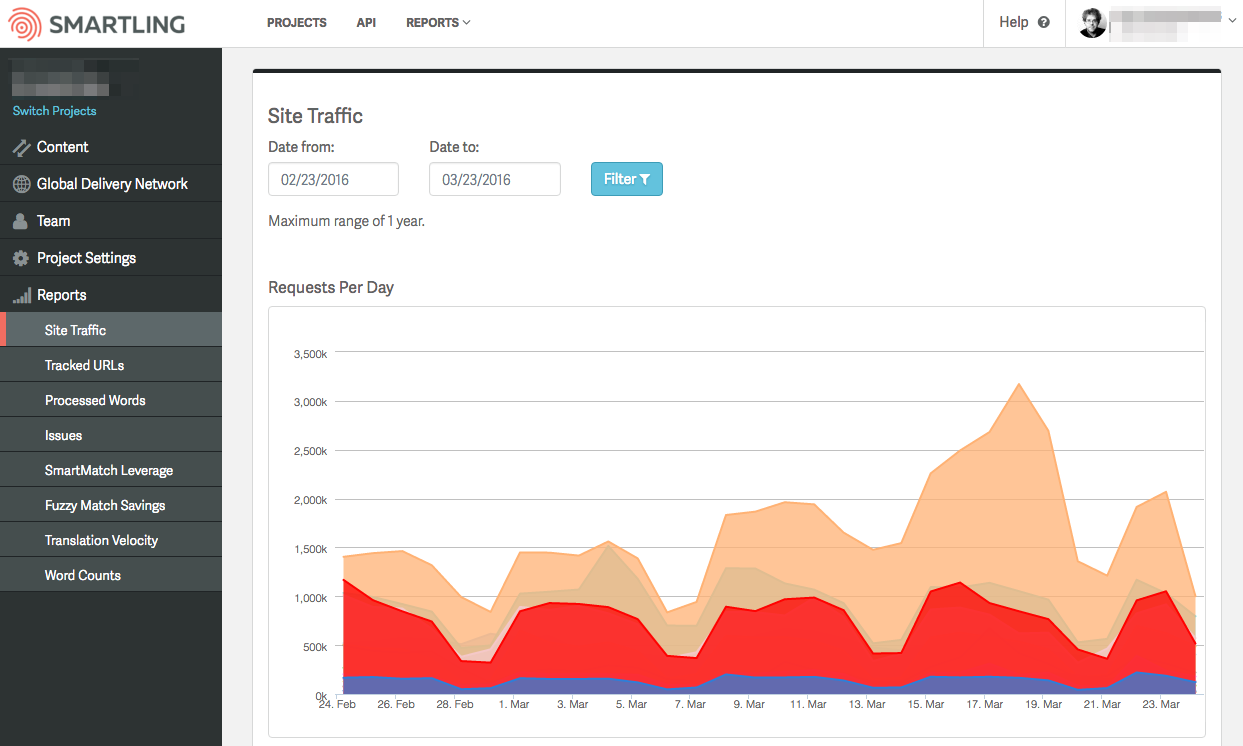 SMARTLING
PROJECTS API REPORTS
Help ?
Switch Projects
Content
Global Delivery Network
Team
Project Settings
Reports
Site Traffic
Tracked URLs
Processed Words
Issues
SmartMatch Leverage
Fuzzy Match Savings
Translation Velocity
Word Counts
Site Traffic
Date from: Date to:
02/23/2016 03/23/2016 Filter
Maximum range of 1 year.
Requests Per Day
3,500k
3,000k
2,500k
2,000k
1,500k
1,000k
500k
0k
24. Feb 26. Feb 28. Feb 1. Mar 3. Mar 5. Mar 7. Mar 9. Mar 11. Mar 13. Mar 15. Mar 17. Mar 19. Mar 21. Mar 23. Mar